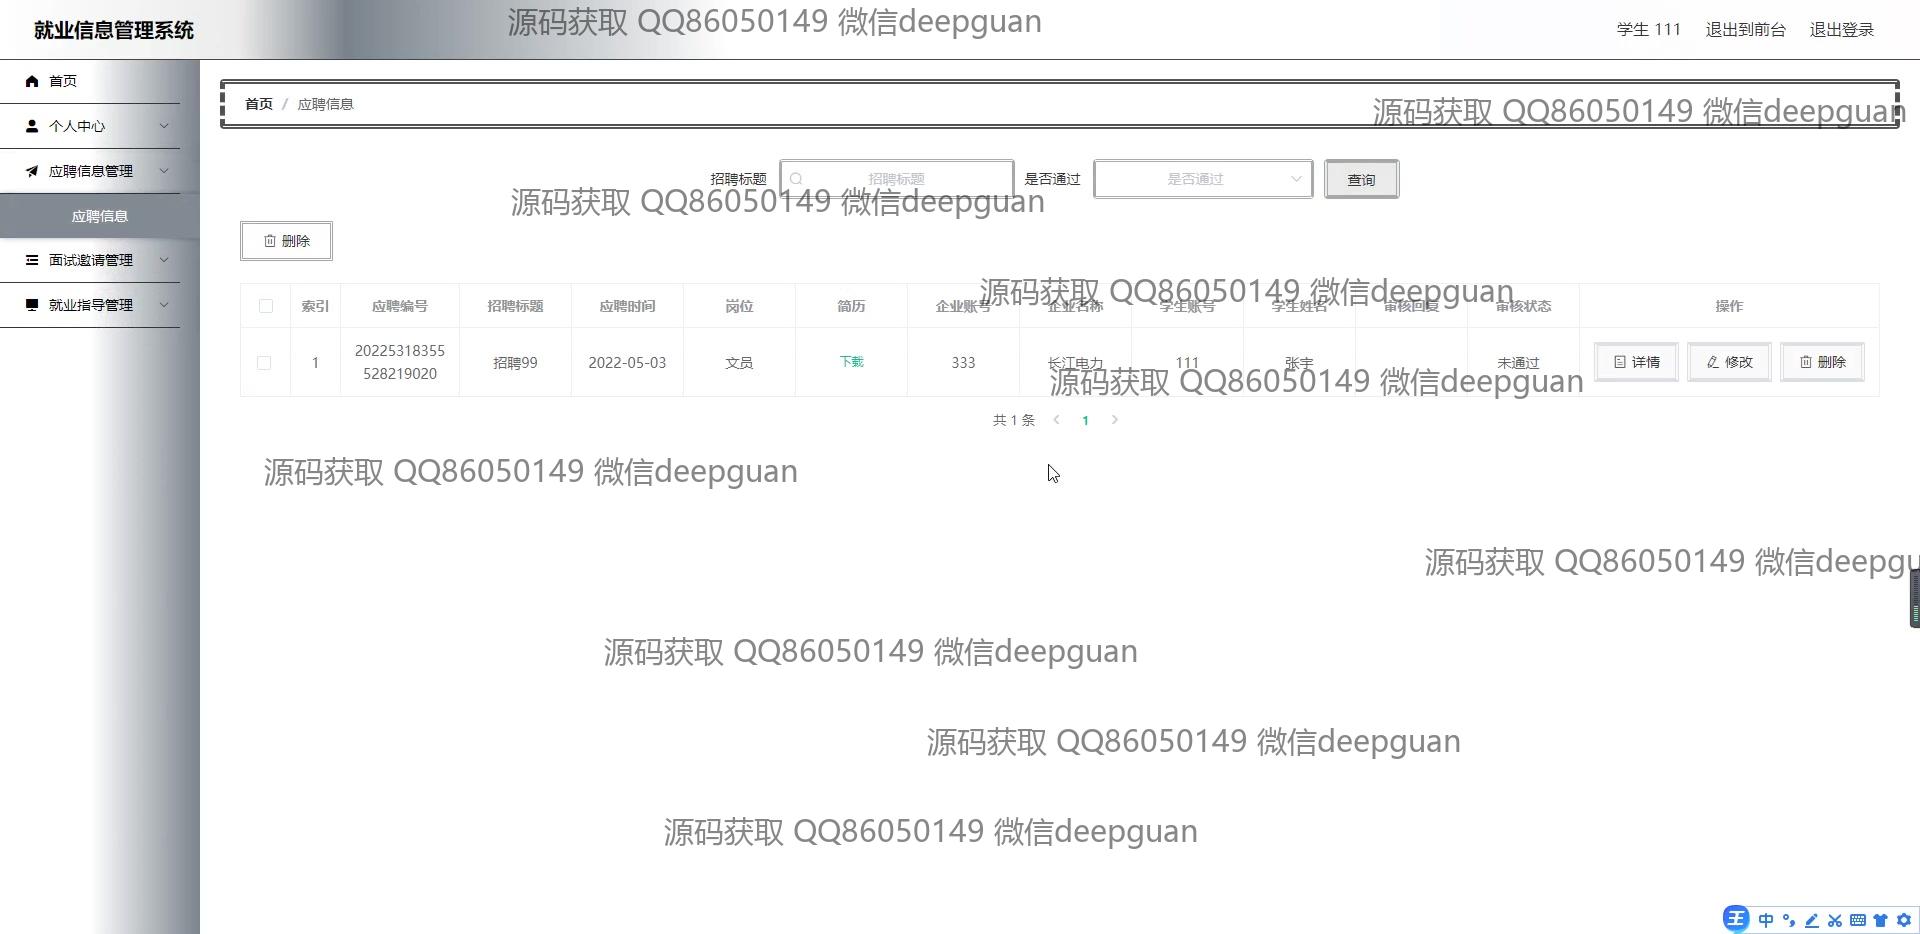 就业信息管理系统
源码获取 QQ86050149 微信deepguan
学生 111 退出到前台 退出登录
首页
个人中心
应聘信息管理
应聘信息
面试邀请管理
就业指导管理
首页 / 应聘信息
源码获取 QQ86050149 微信deepguan
招聘标题 招聘标题 是否通过 是否通过 查询
源码获取 QQ86050149 微信deepguan
删除
源码获取 QQ86050149 微信deepguan
索引 应聘编号 招聘标题 应聘时间 岗位 简历 企业账号 企业名称 学生账号 学生姓名 审核回复 审核状态 操作
1 20225318355
528219020 招聘99 2022-05-03 文员 下载 333 长江电力 111 张宇 未通过 详情 修改 删除
源码获取 QQ86050149 微信deepguan
共 1 条 1
源码获取 QQ86050149 微信deepguan
源码获取 QQ86050149 微信deepgu
源码获取 QQ86050149 微信deepguan
源码获取 QQ86050149 微信deepguan
源码获取 QQ86050149 微信deepguan
王 中